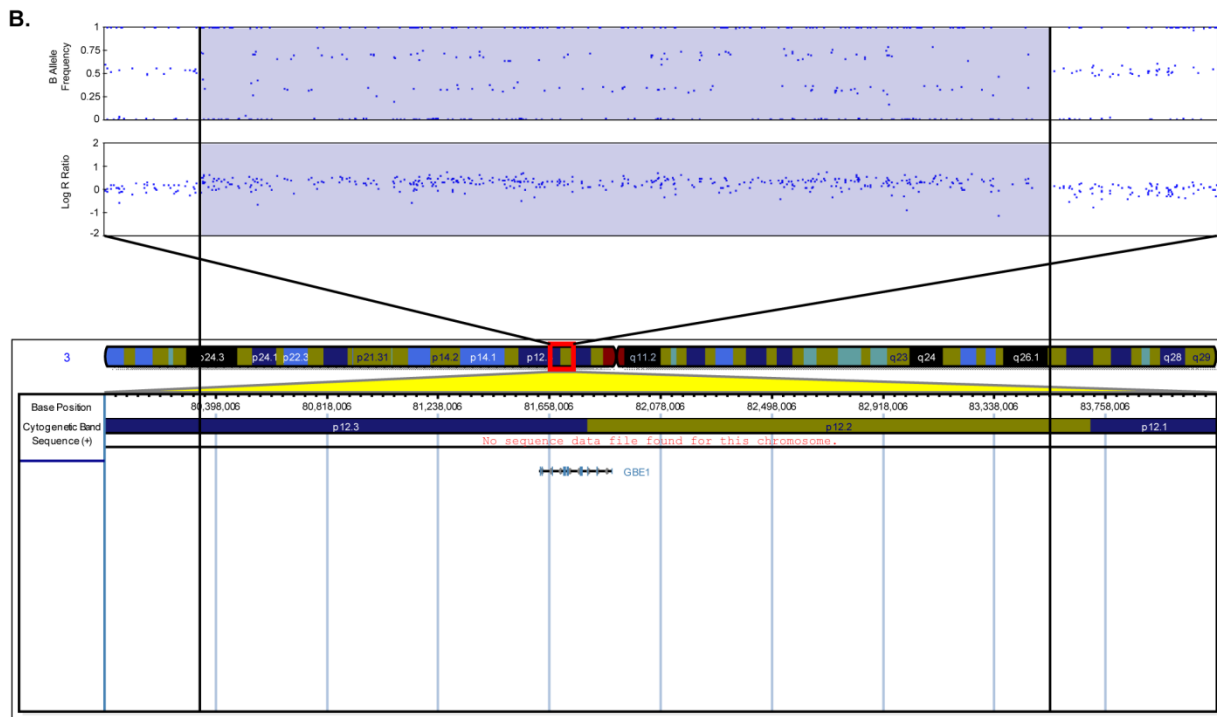 B.
B Allele
Frequency
1
0.75
0.5
0.25
0
Log R Ratio
2
1
0
-1
-2
3
p24.3
p24.1
p22.3
p21.31
p14.2
p14.1
p12.
q11.2
q23
q24
q26.1
q28
q29
Base Position
80,398,006
80,818,006
81,238,006
81,658,006
82,078,006
82,498,006
82,918,006
83,338,006
83,758,006
Cytogenetic Band
p12.3
p12.2
p12.1
Sequence (+)
No sequence data file found for this chromosome.
GBE1